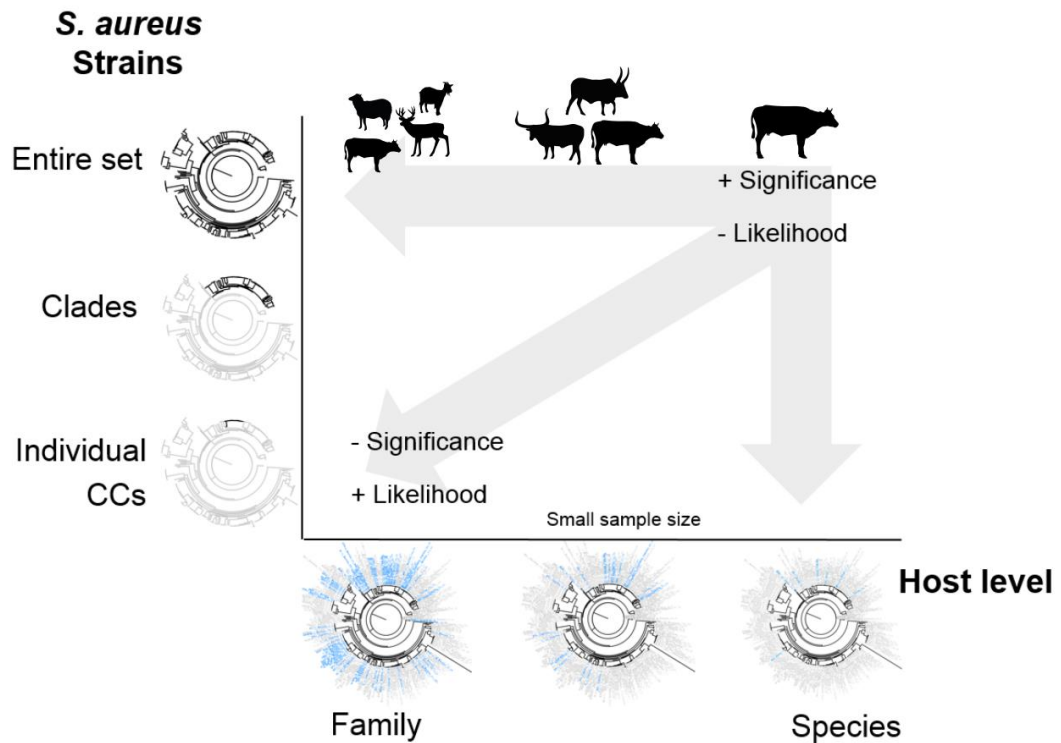 S. aureus
Strains
Entire set
+ Significance
- Likelihood
Clades
Individual
CCs
- Significance
+ Likelihood
Small sample size
Host level
Family
Species